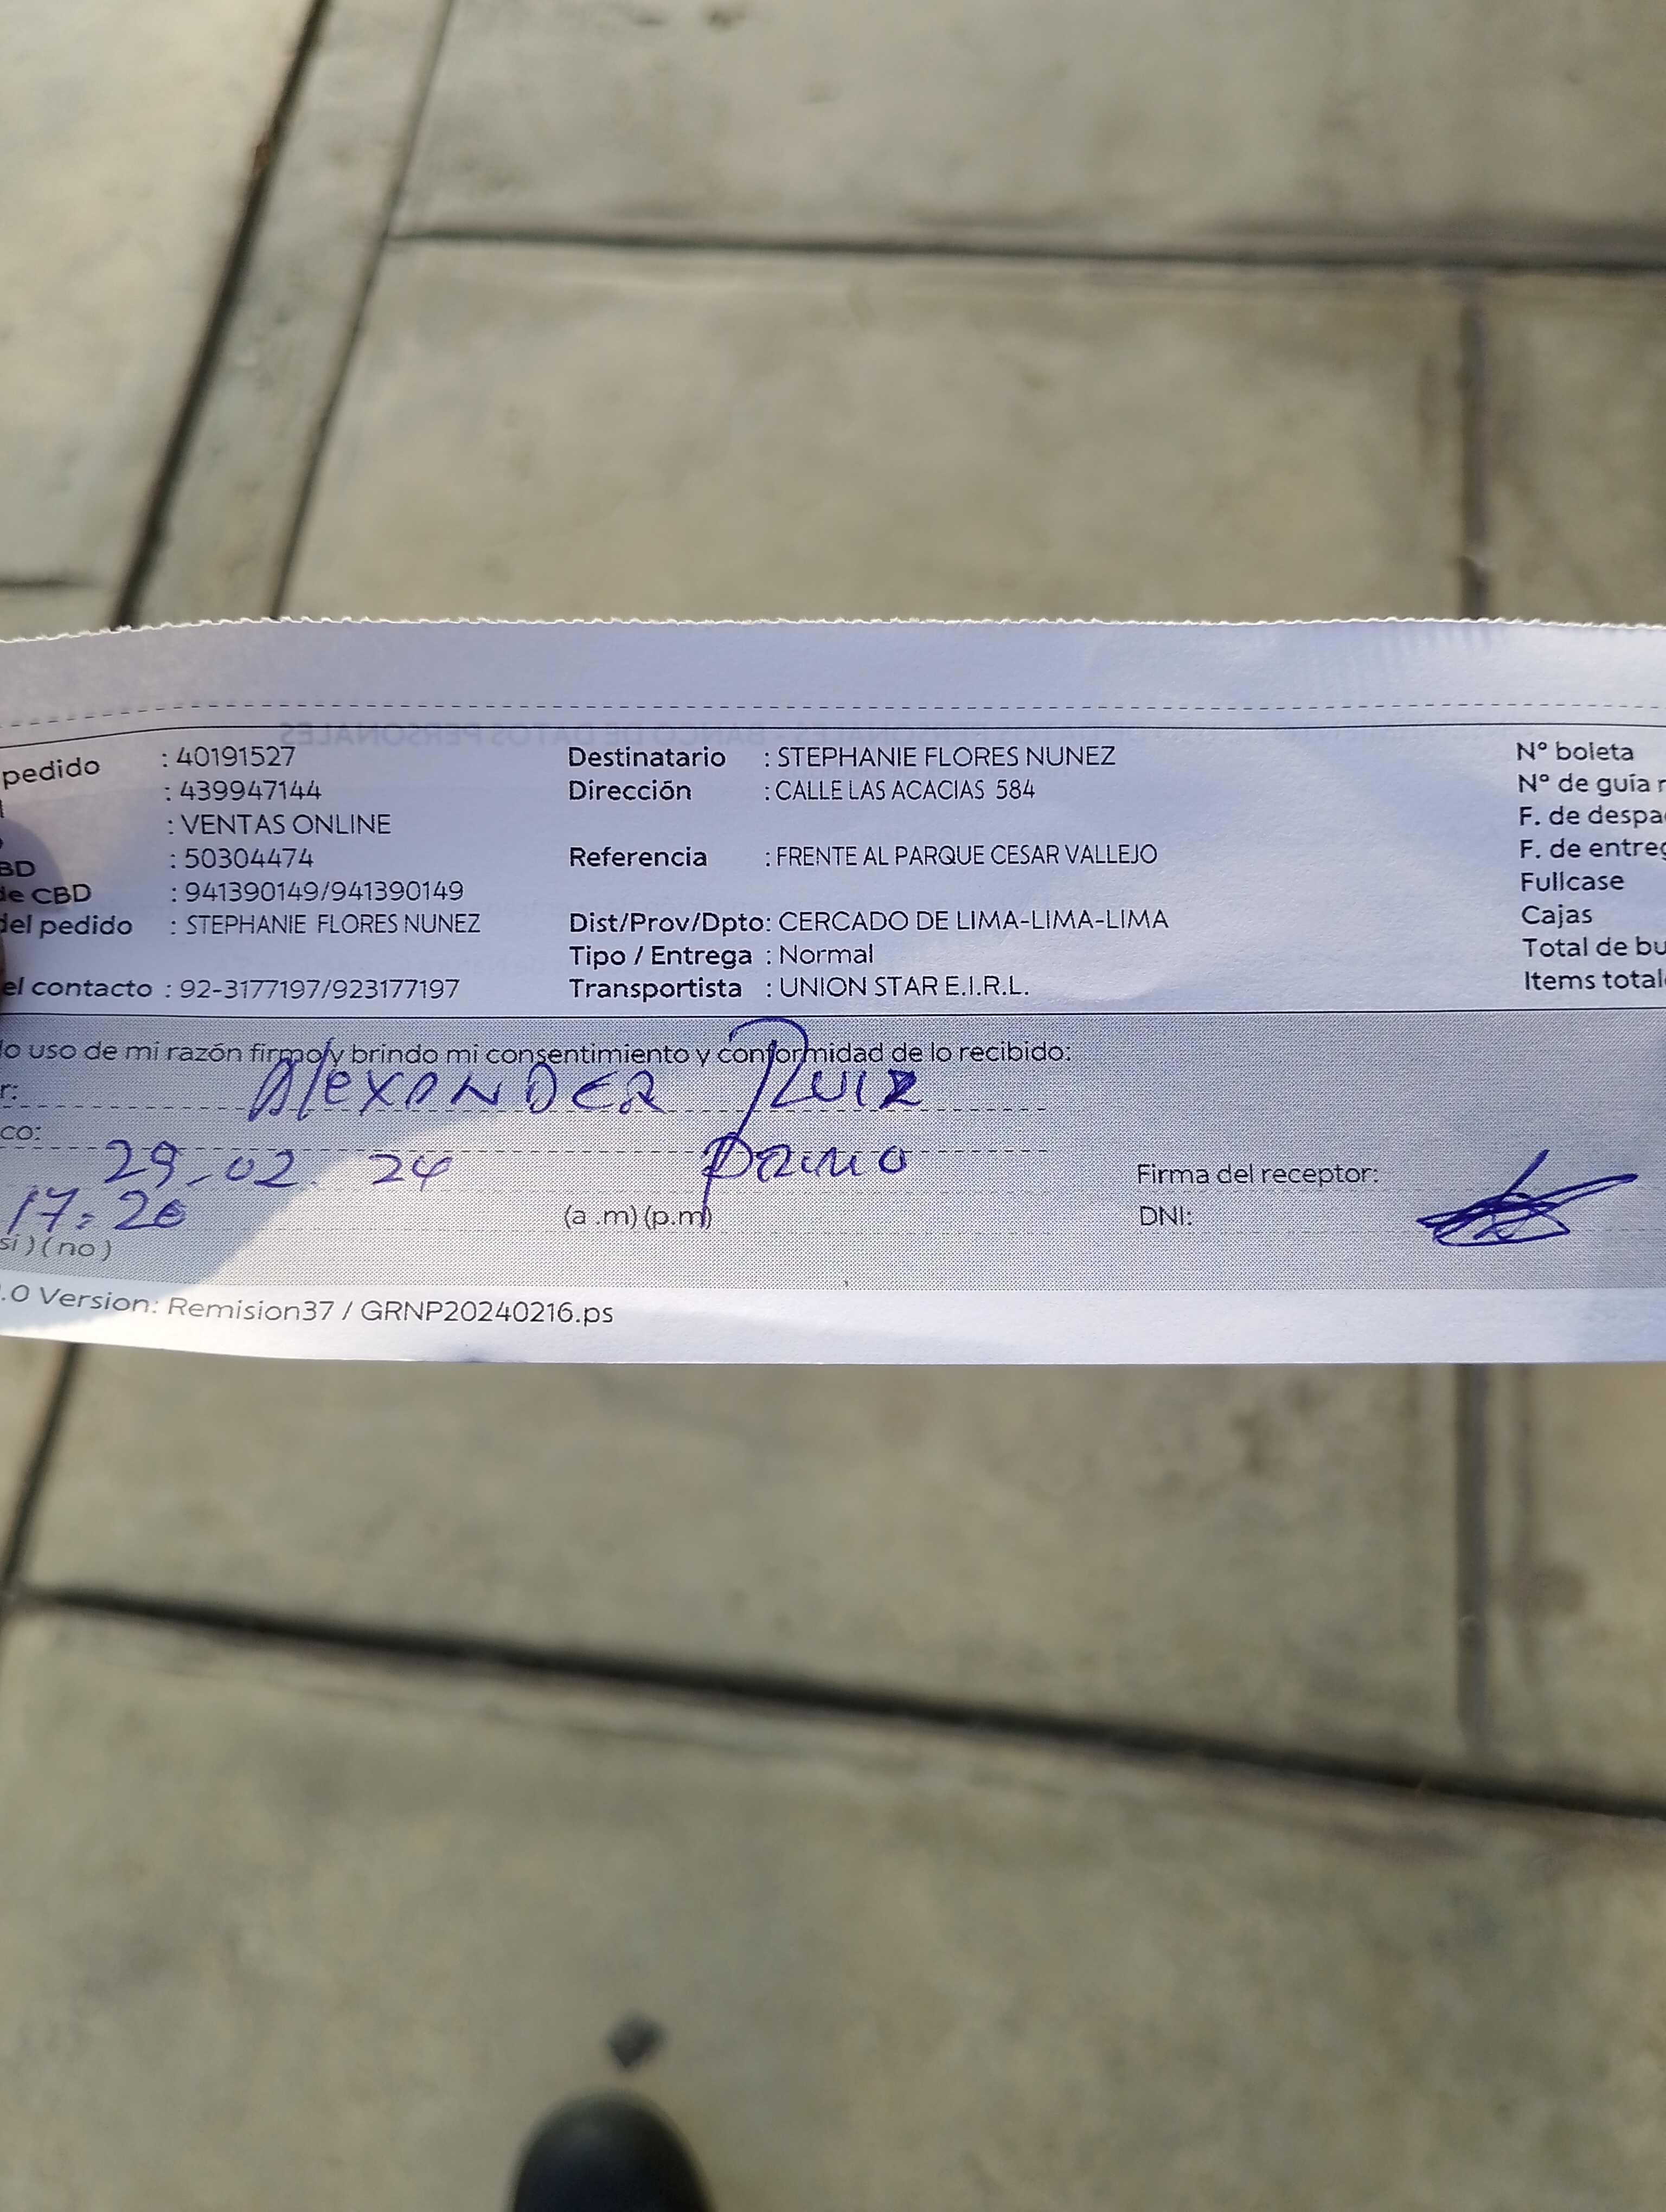 pedido : 40191527
: 439947144
: VENTAS ONLINE
BD : 50304474
de CBD : 941390149/941390149
del pedido : STEPHANIE FLORES NUNEZ
el contacto : 92-3177197/923177197
Destinatario : STEPHANIE FLORES NUNEZ
Dirección : CALLE LAS ACACIAS 584
Referencia : FRENTE AL PARQUE CESAR VALLEJO
Dist/Prov/Dpto: CERCADO DE LIMA-LIMA-LIMA
Tipo / Entrega : Normal
Transportista : UNION STAR E.I.R.L.
N° boleta
N° de guía r
F. de despa
F. de entreg
Fullcase
Cajas
Total de bu
Items total
o uso de mi razón firmo y brindo mi consentimiento y conformidad de lo recibido:
r: AlexANDER Ruiz
co:
29-02. 24 primo
17:20 (a .m) (p.m)
Firma del receptor:
DNI:
si ) ( no )
.0 Version: Remision37 / GRNP20240216.ps